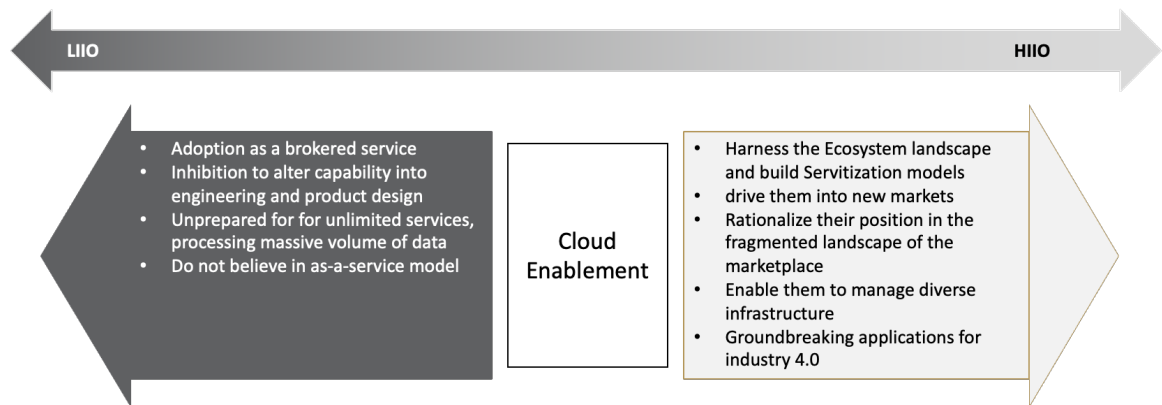 LIIO
HIIO
• Adoption as a brokered service
• Inhibition to alter capability into
engineering and product design
• Unprepared for for unlimited services,
processing massive volume of data
• Do not believe in as-a-service model
Cloud
Enablement
• Harness the Ecosystem landscape
and build Servitization models
• drive them into new markets
• Rationalize their position in the
fragmented landscape of the
marketplace
• Enable them to manage diverse
infrastructure
• Groundbreaking applications for
industry 4.0